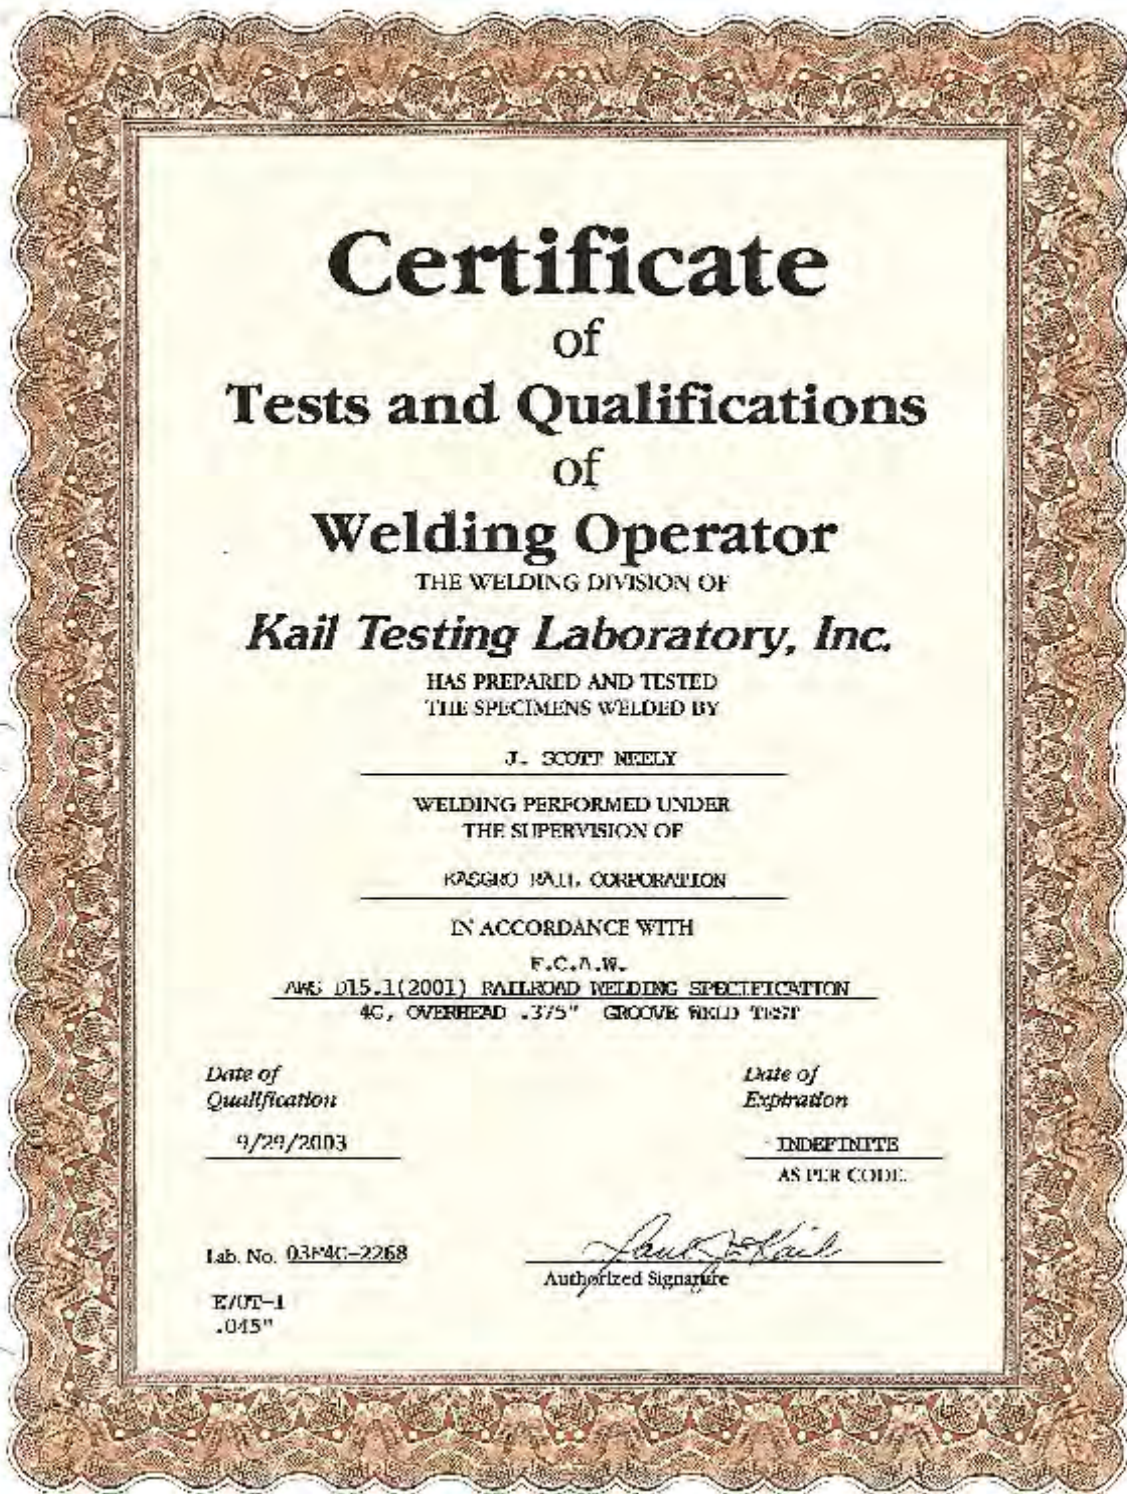 Certificate
of
Tests and Qualifications
of
Welding Operator
THE WELDING DIVISION OF
Kail Testing Laboratory, Inc.
HAS PREPARED AND TESTED
THE SPECIMENS WELDED BY
J. SCOTT NEELY
WELDING PERFORMED UNDER
THE SUPERVISION OF
KASGRO RAIL CORPORATION
IN ACCORDANCE WITH
F.C.A.W.
AWS D15.1(2001) RAILROAD WELDING SPECIFICATION
4G, OVERHEAD .375" GROOVE WELD TEST
Date of Date of
Qualification Expiration
9/29/2003 INDEFINITE
AS PER CODE.
Lab. No. Kail
Authorized Signature
.045"